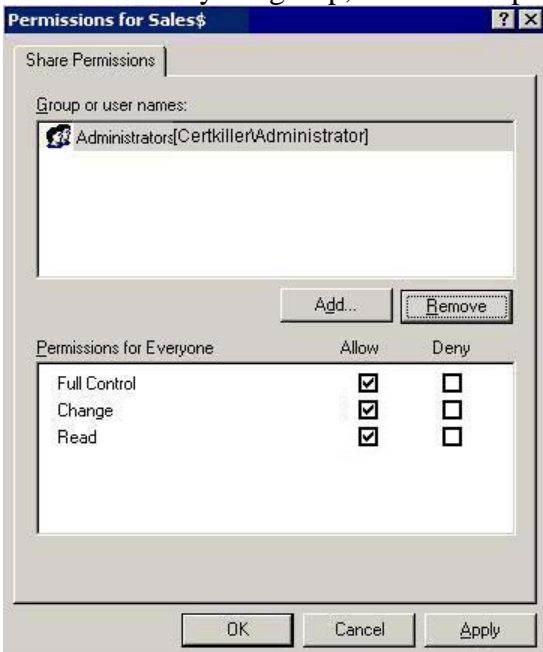 Permissions for Sales$
Share Permissions
Group or user names:
Administrators[Certkiller\Administrator]
Add... Remove
Permissions for Everyone Allow Deny
Full Control
Change
Read
OK Cancel Apply